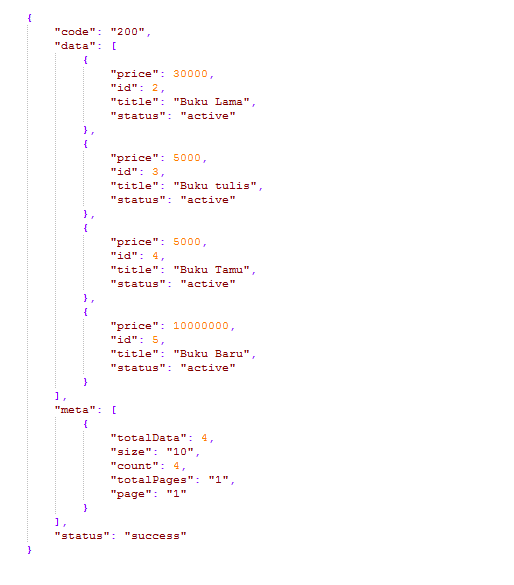 {
"code": "200",
"data": [
{
"price": 30000,
"id": 2,
"title": "Buku Lama",
"status": "active"
},
{
"price": 5000,
"id": 3,
"title": "Buku tulis",
"status": "active"
},
{
"price": 5000,
"id": 4,
"title": "Buku Tamu",
"status": "active"
},
{
"price": 10000000,
"id": 5,
"title": "Buku Baru",
"status": "active"
}
],
"meta": [
{
"totalData": 4,
"size": "10",
"count": 4,
"totalPages": "1",
"page": "1"
}
],
"status": "success"
}